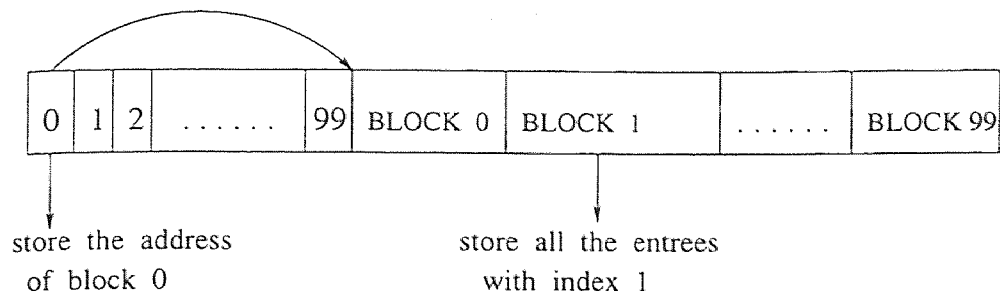 0 1 2 ...... 99 BLOCK 0 BLOCK 1 ...... BLOCK 99
store the address
of block 0
store all the entrees
with index 1